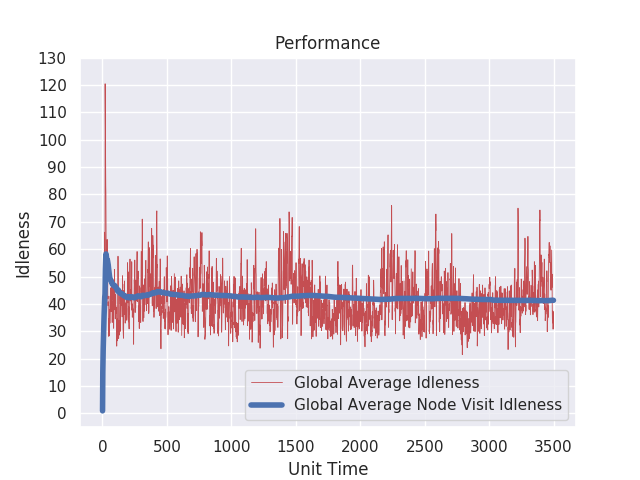 Performance
130
120
110
100
90
80
70
60
50
40
30
20
10
0
Idleness
Global Average Idleness
Global Average Node Visit Idleness
0 500 1000 1500 2000 2500 3000 3500
Unit Time